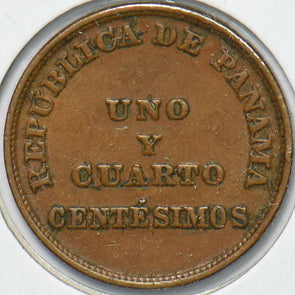 REPÚBLICA DE PANAMÁ
UNO
Y
CUARTO
CENTÉSIMOS